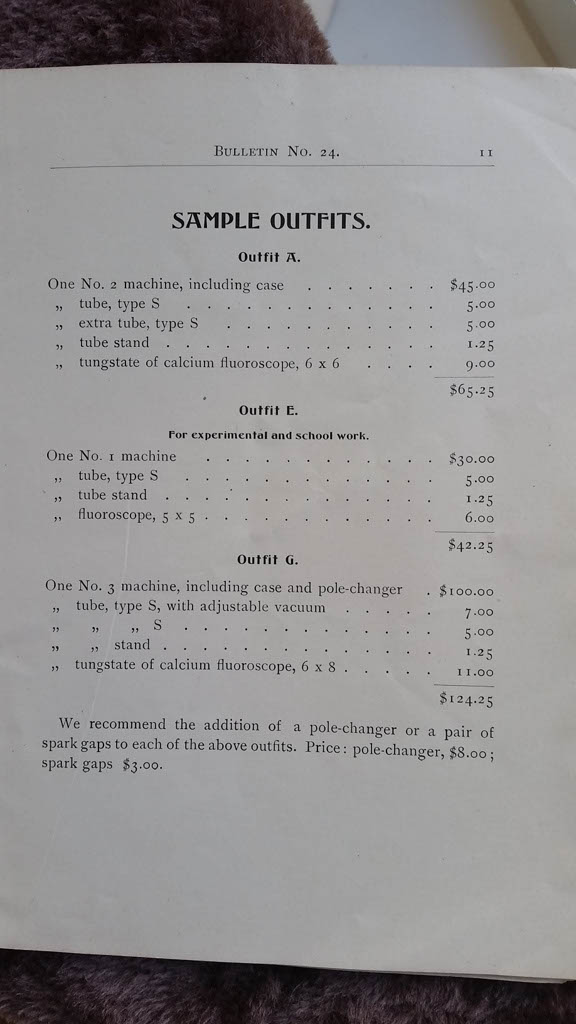 BULLETIN NO. 24. 11
SAMPLE OUTFITS.
Outfit A.
One No. 2 machine, including case . . . . . . . $45.00
„ tube, type S . . . . . . . . . . . . . 5.00
„ extra tube, type S . . . . . . . . . . . 5.00
„ tube stand . . . . . . . . . . . . . . 1.25
„ tungstate of calcium fluoroscope, 6 x 6 . . . . 9.00
$65.25
Outfit E.
For experimental and school work.
One No. 1 machine . . . . . . . . . . . . $30.00
„ tube, type S . . . . . . . . . . . . . 5.00
„ tube stand . . . . . . . . . . . . . . 1.25
„ fluoroscope, 5 x 5 . . . . . . . . . . . . 6.00
$42.25
Outfit G.
One No. 3 machine, including case and pole-changer . $100.00
„ tube, type S, with adjustable vacuum . . . . . 7.00
„ „ „ S . . . . . . . . . . . . . 5.00
„ „ stand . . . . . . . . . . . . . . 1.25
„ tungstate of calcium fluoroscope, 6 x 8 . . . . . 11.00
$124.25
We recommend the addition of a pole-changer or a pair of
spark gaps to each of the above outfits. Price: pole-changer, $8.00;
spark gaps $3.00.